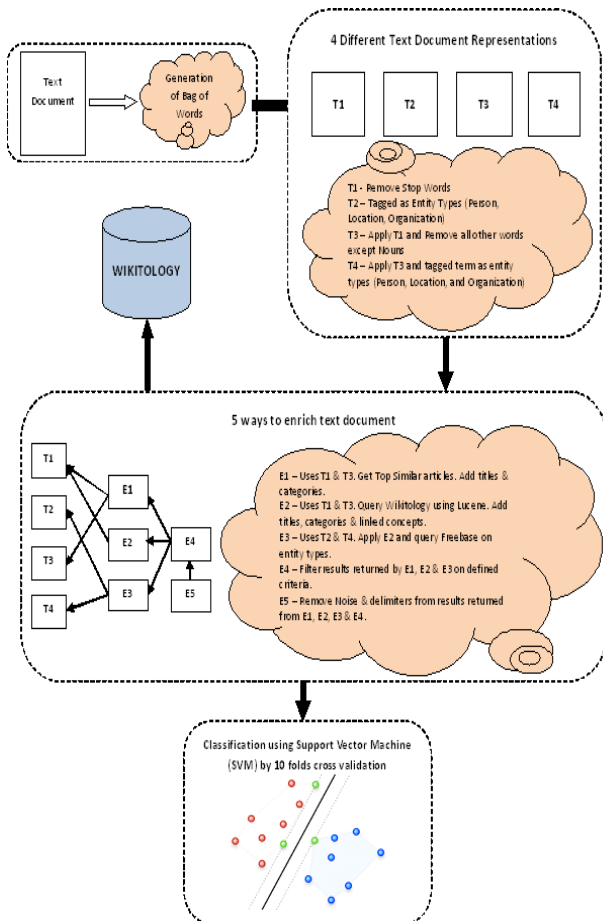 Text
Document
Generation
of Bag of
Words
4 Different Text Document Representations
T1
T2
T3
T4
T1 - Remove Stop Words
T2 – Tagged as Entity Types (Person,
Location, Organization)
T3 – Apply T1 and Remove all other words
except Nouns
T4 – Apply T3 and tagged term as entity
types (Person, Location, and Organization)
WIKITOLOGY
5 ways to enrich text document
T1
T2
T3
T4
E1
E2
E3
E4
E5
E1 – Uses T1 & T3. Get Top Similar articles. Add titles &
categories.
E2 – Uses T1 & T3. Query Wikitology using Lucene. Add
titles, categories & linked concepts.
E3 – Uses T2 & T4. Apply E2 and query Freebase on
entity types.
E4 – Filter results returned by E1, E2 & E3 on defined
criteria.
E5 – Remove Noise & delimiters from results returned
from E1, E2, E3 & E4.
Classification using Support Vector Machine
(SVM) by 10 folds cross validation